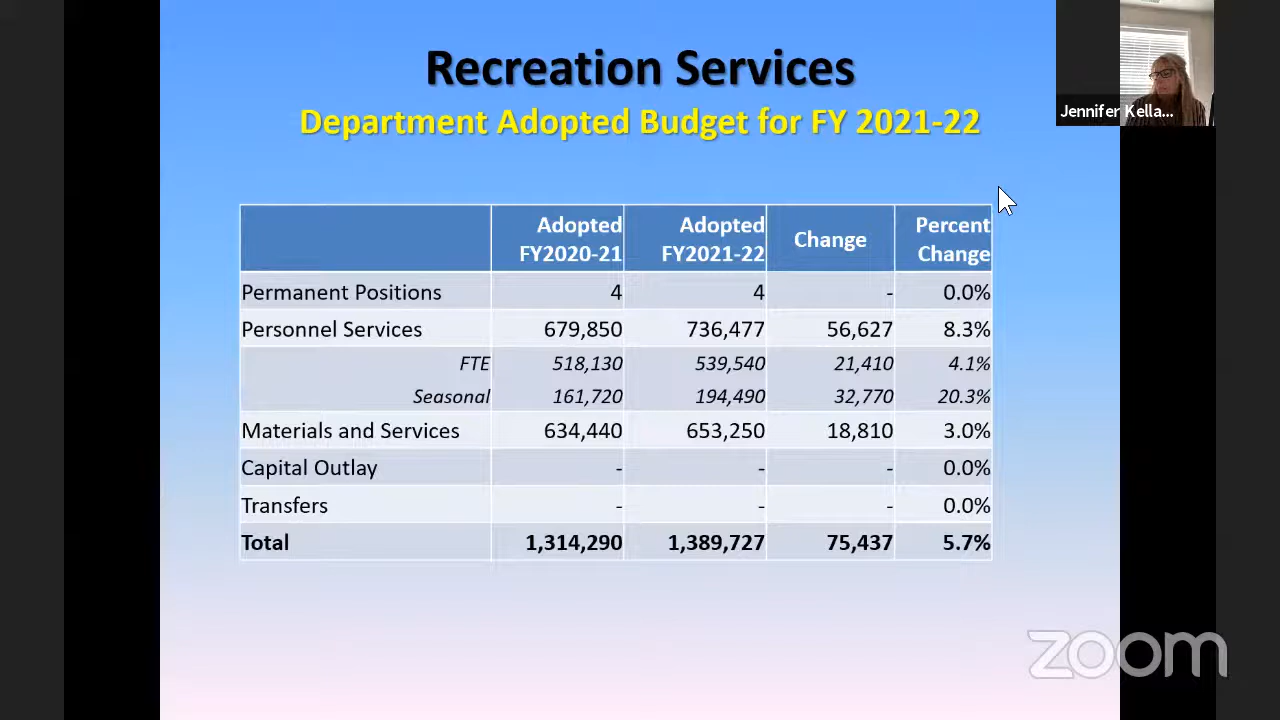 Recreation Services
Department Adopted Budget for FY 2021-22
Jennifer Kella...
Adopted FY2020-21 Adopted FY2021-22 Change Percent Change
Permanent Positions 4 4 - 0.0%
Personnel Services 679,850 736,477 56,627 8.3%
FTE 518,130 539,540 21,410 4.1%
Seasonal 161,720 194,490 32,770 20.3%
Materials and Services 634,440 653,250 18,810 3.0%
Capital Outlay - - - 0.0%
Transfers - - - 0.0%
Total 1,314,290 1,389,727 75,437 5.7%
zoom